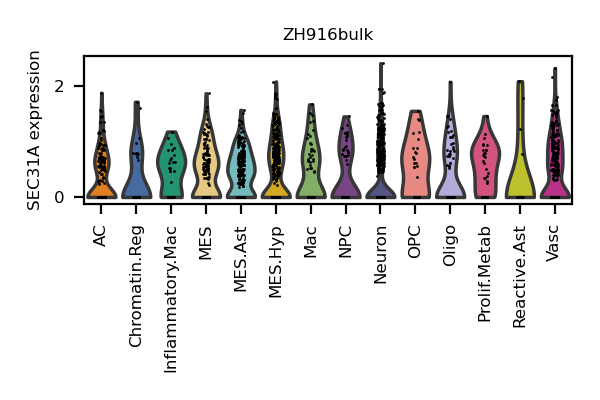 ZH916bulk
SEC31A expression
2
0
AC
Chromatin.Reg
Inflammatory.Mac
MES
MES.Ast
MES.Hyp
Mac
NPC
Neuron
OPC
Oligo
Prolif.Metab
Reactive.Ast
Vasc